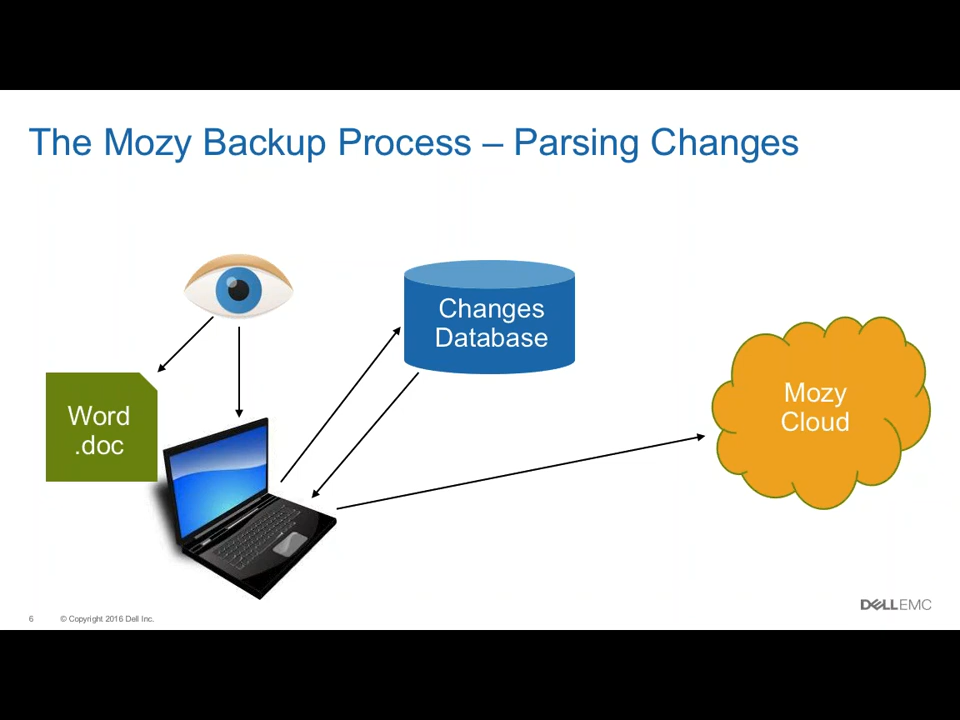 The Mozy Backup Process – Parsing Changes
Changes
Database
Word
.doc
Mozy
Cloud
6 © Copyright 2016 Dell Inc.
DELLEMC